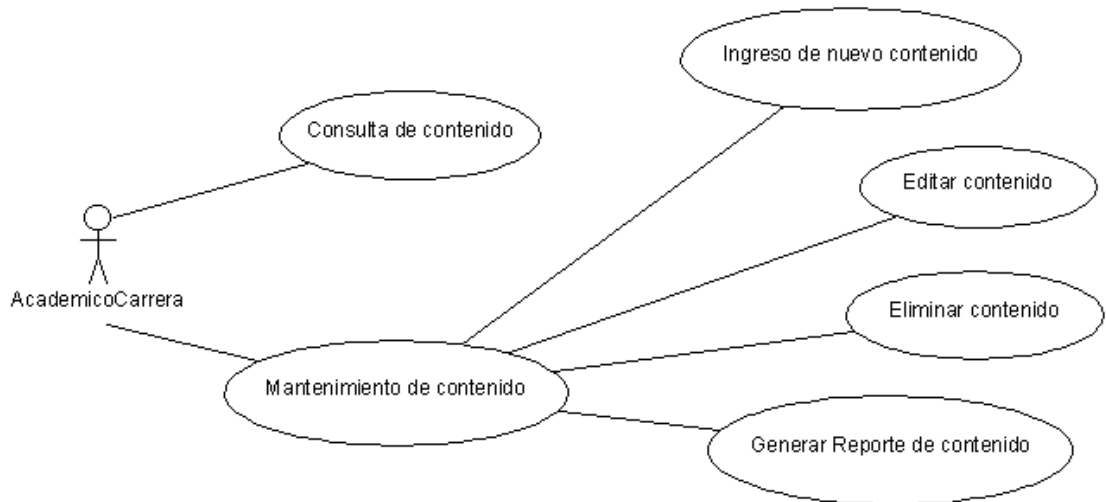 Ingreso de nuevo contenido
Consulta de contenido
Editar contenido
AcademicoCarrera
Eliminar contenido
Mantenimiento de contenido
Generar Reporte de contenido